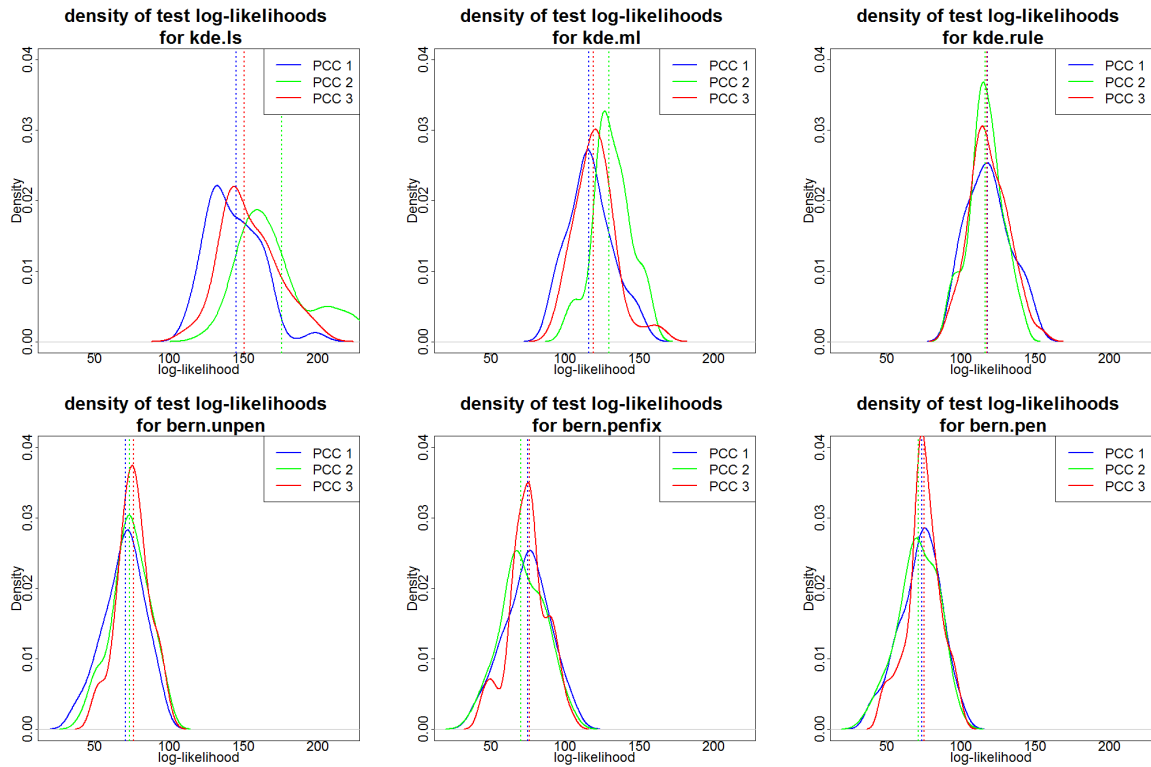 density of test log-likelihoods
for kde.ls
PCC 1
PCC 2
PCC 3
Density
0.00
0.01
0.02
0.03
0.04
50
100
150
200
log-likelihood
density of test log-likelihoods
for kde.ml
PCC 1
PCC 2
PCC 3
Density
0.00
0.01
0.02
0.03
0.04
50
100
150
200
log-likelihood
density of test log-likelihoods
for kde.rule
PCC 1
PCC 2
PCC 3
Density
0.00
0.01
0.02
0.03
0.04
50
100
150
200
log-likelihood
density of test log-likelihoods
for bern.unpen
PCC 1
PCC 2
PCC 3
Density
0.00
0.01
0.02
0.03
0.04
50
100
150
200
log-likelihood
density of test log-likelihoods
for bern.penfix
PCC 1
PCC 2
PCC 3
Density
0.00
0.01
0.02
0.03
0.04
50
100
150
200
log-likelihood
density of test log-likelihoods
for bern.pen
PCC 1
PCC 2
PCC 3
Density
0.00
0.01
0.02
0.03
0.04
50
100
150
200
log-likelihood